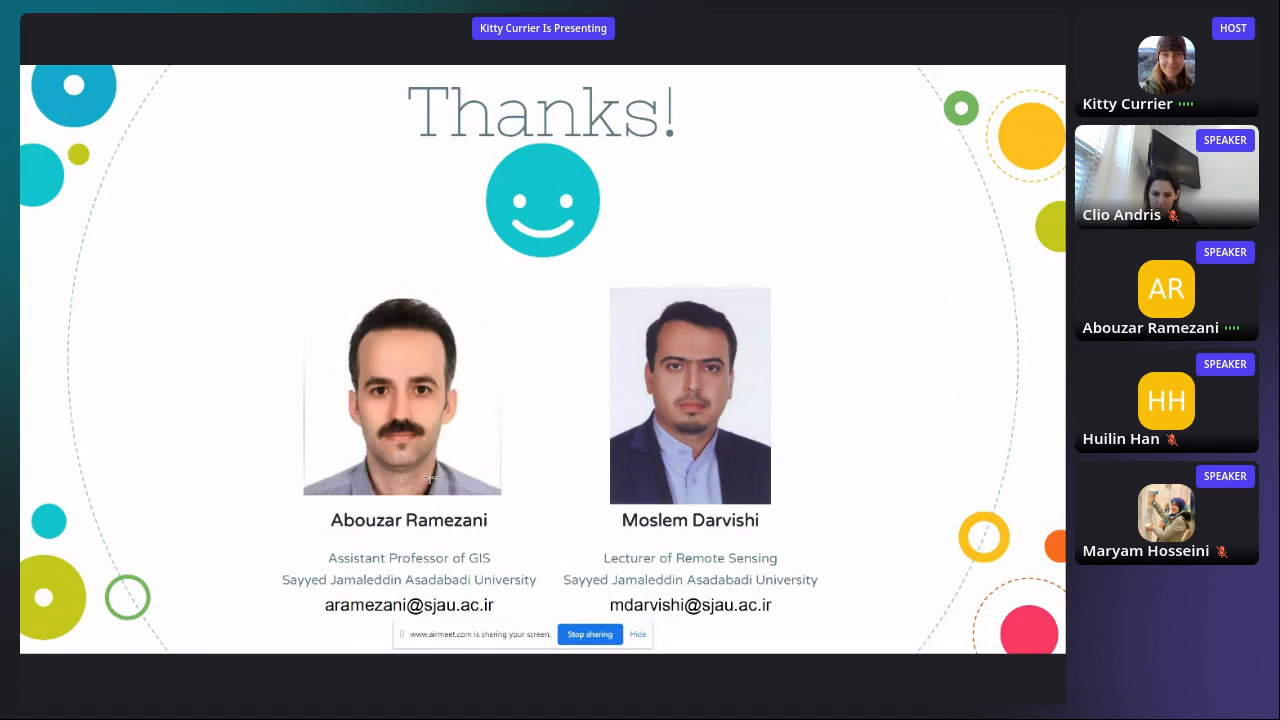 Kitty Currier Is Presenting
Thanks!
Abouzar Ramezani
Assistant Professor of GIS
Sayyed Jamaleddin Asadabadi University
aramezani@sjau.ac.ir
Moslem Darvishi
Lecturer of Remote Sensing
Sayyed Jamaleddin Asadabadi University
mdarvishi@sjau.ac.ir
www.airmeet.com is sharing your screen.
Stop sharing
Hide
HOST
Kitty Currier
SPEAKER
Clio Andris
SPEAKER
AR
Abouzar Ramezani
SPEAKER
HH
Huilin Han
SPEAKER
Maryam Hosseini